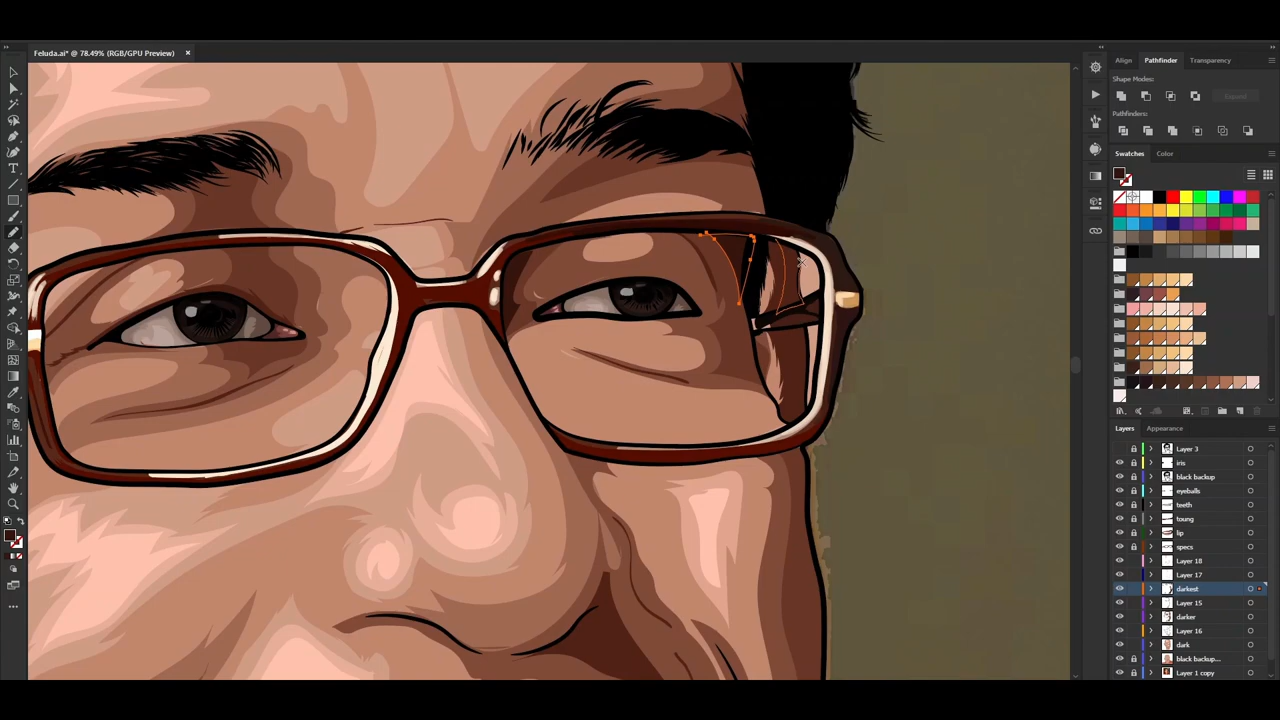 Feluda.ai* @ 78.49% (RGB/GPU Preview) ×
Align Pathfinder Transparency
Shape Modes:
Expand
Pathfinders:
Swatches Color
Layers Appearance
Layer 3
iris
black backup
eyeballs
teeth
toung
lip
specs
Layer 18
Layer 17
darkest
Layer 15
darker
Layer 16
dark
black backup...
Layer 1 copy